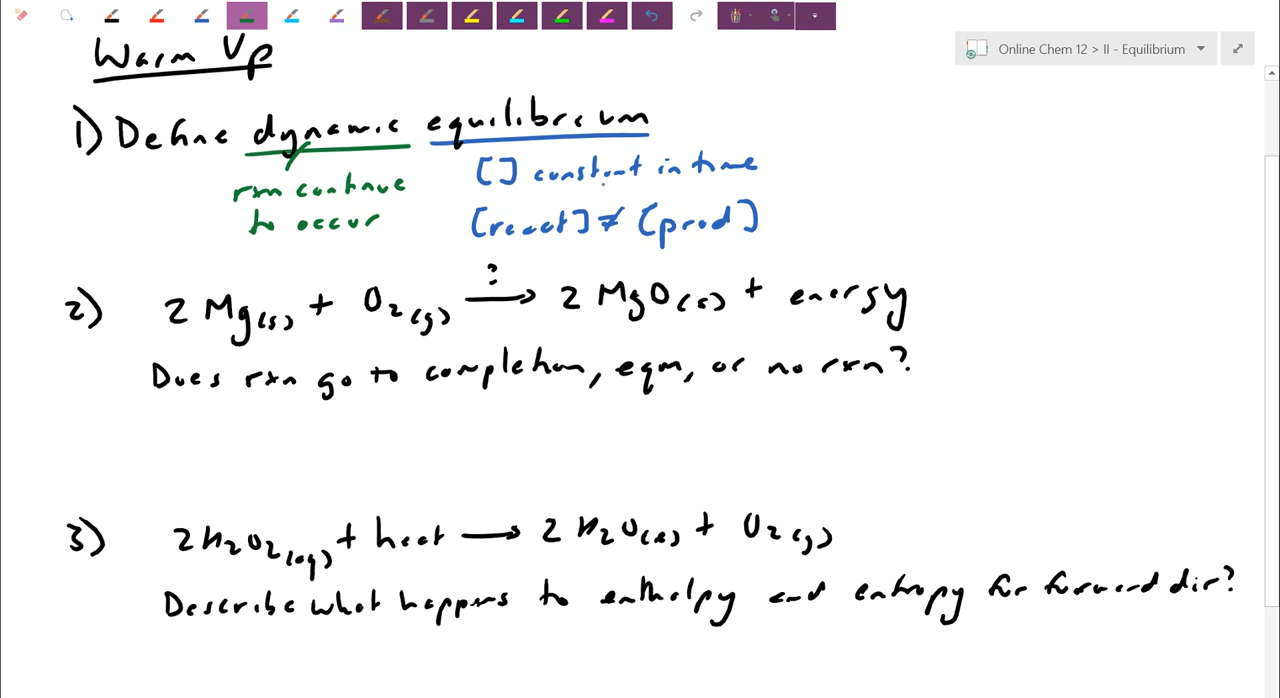 Online Chem 12 > II - Equilibrium
Warm Up
1) Define dynamic equilibrium
rxn continue
to occur
[ ] constant in time
[react] ≠ [prod]
2) 2 Mg(s) + O2(g) ?→ 2 MgO(s) + energy
Does rxn go to completion, eqm, or no rxn?
3) 2H2O2(aq) + heat → 2 H2O(l) + O2(g)
Describe what happens to enthalpy and entropy for forward dir?